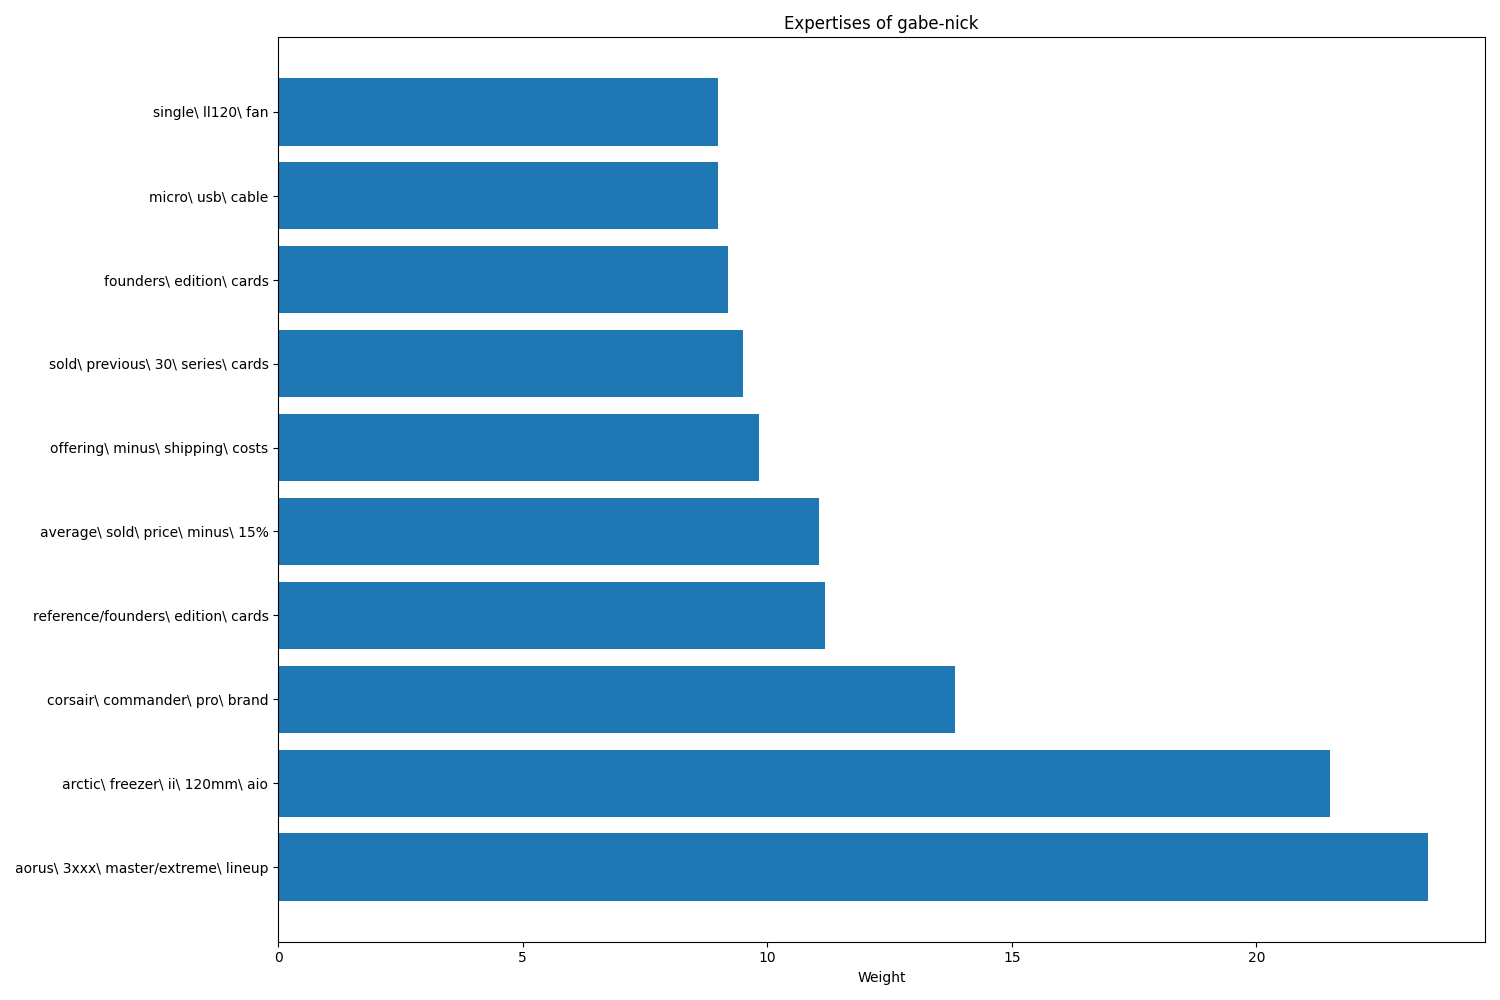 Expertises of gabe-nick
single\ ll120\ fan
micro\ usb\ cable
founders\ edition\ cards
sold\ previous\ 30\ series\ cards
offering\ minus\ shipping\ costs
average\ sold\ price\ minus\ 15%
reference/founders\ edition\ cards
corsair\ commander\ pro\ brand
arctic\ freezer\ ii\ 120mm\ aio
aorus\ 3xxx\ master/extreme\ lineup
0 5 10 15 20
Weight